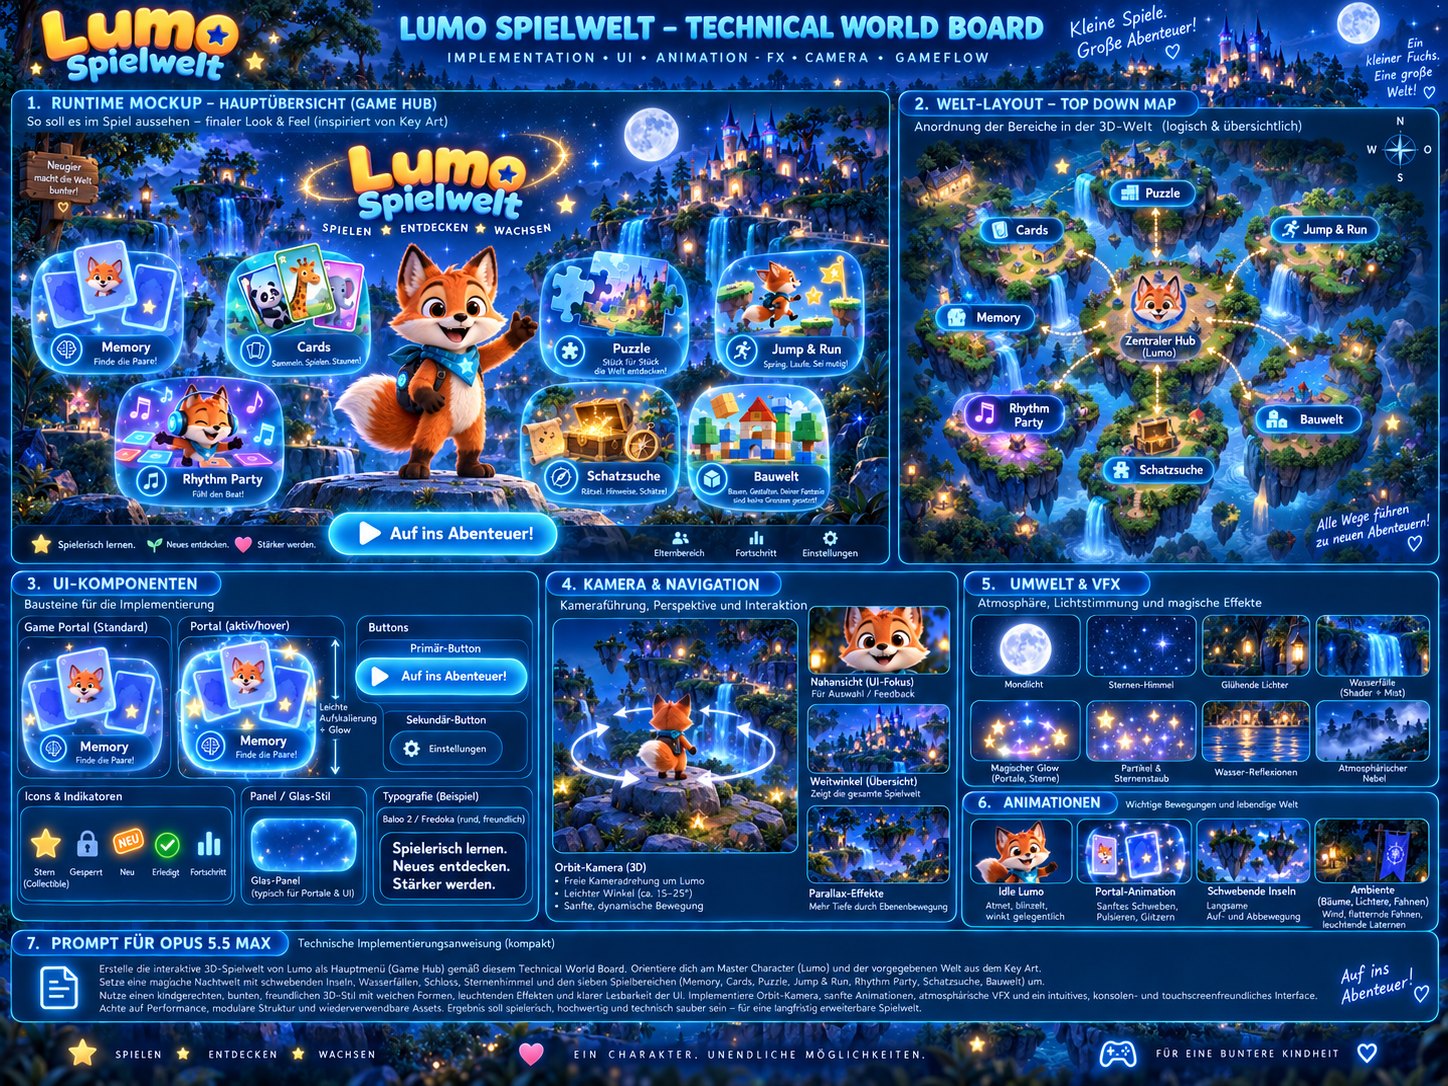 Lumo
Spielwelt
LUMO SPIELWELT – TECHNICAL WORLD BOARD
IMPLEMENTATION • UI • ANIMATION - FX • CAMERA • GAMEFLOW
Kleine Spiele.
Große Abenteuer!
Ein
kleiner Fuchs.
Eine große
Welt!
1. RUNTIME MOCKUP – HAUPTÜBERSICHT (GAME HUB)
So soll es im Spiel aussehen – finaler Look & Feel (inspiriert von Key Art)
Neugier
macht die Welt
bunter!
Lumo
Spielwelt
SPIELEN ENTDECKEN WACHSEN
Memory
Finde die Paare!
Cards
Sammeln. Spielen. Staunen!
Puzzle
Stück für Stück
die Welt entdecken!
Jump & Run
Spring. Laufe. Sei mutig!
Rhythm Party
Fühl den Beat!
Schatzsuche
Rätsel. Hinweise. Schätze!
Bauwelt
Bauen. Gestalten. Deiner Fantasie
sind keine Grenzen gesetzt!
Spielerisch lernen.
Neues entdecken.
Stärker werden.
Auf ins Abenteuer!
Elternbereich
Fortschritt
Einstellungen
2. WELT-LAYOUT – TOP DOWN MAP
Anordnung der Bereiche in der 3D-Welt (logisch & übersichtlich)
N
W
O
S
Puzzle
Cards
Jump & Run
Memory
Zentraler Hub
(Lumo)
Rhythm
Party
Bauwelt
Schatzsuche
Alle Wege führen
zu neuen Abenteuern!
3. UI-KOMPONENTEN
Bausteine für die Implementierung
Game Portal (Standard)
Memory
Finde die Paare!
Portal (aktiv/hover)
Memory
Finde die Paare!
Leichte
Aufskalierung
+ Glow
Buttons
Primär-Button
Auf ins Abenteuer!
Sekundär-Button
Einstellungen
Icons & Indikatoren
NEU
Stern
(Collectible)
Gesperrt
Neu
Erledigt
Fortschritt
Panel / Glas-Stil
Glas-Panel
(typisch für Portale & UI)
Typografie (Beispiel)
Baloo 2 / Fredoka (rund, freundlich)
Spielerisch lernen.
Neues entdecken.
Stärker werden.
4. KAMERA & NAVIGATION
Kameraführung, Perspektive und Interaktion
Orbit-Kamera (3D)
• Freie Kameradrehung um Lumo
• Leichter Winkel (ca. 15–25°)
• Sanfte, dynamische Bewegung
Nahansicht (UI-Fokus)
Für Auswahl / Feedback
Weitwinkel (Übersicht)
Zeigt die gesamte Spielwelt
Parallax-Effekte
Mehr Tiefe durch Ebenenbewegung
5. UMWELT & VFX
Atmosphäre, Lichtstimmung und magische Effekte
Mondlicht
Sternen-Himmel
Glühende Lichter
Wasserfälle
(Shader + Mist)
Magischer Glow
(Portale, Sterne)
Partikel &
Sternenstaub
Wasser-Reflexionen
Atmosphärischer
Nebel
6. ANIMATIONEN
Wichtige Bewegungen und lebendige Welt
Idle Lumo
Atmet, blinzelt,
winkt gelegentlich
Portal-Animation
Sanftes Schweben,
Pulsieren, Glitzern
Schwebende Inseln
Langsame
Auf- und Abbewegung
Ambiente
(Bäume, Lichtere, Fahnen)
Wind, flatternde Fahnen,
leuchtende Laternen
7. PROMPT FÜR OPUS 5.5 MAX
Technische Implementierungsanweisung (kompakt)
Erstelle die interaktive 3D-Spielwelt von Lumo als Hauptmenü (Game Hub) gemäß diesem Technical World Board. Orientiere dich am Master Character (Lumo) und der vorgegebenen Welt aus dem Key Art.
Setze eine magische Nachtwelt mit schwebenden Inseln, Wasserfällen, Schloss, Sternenhimmel und den sieben Spielbereichen (Memory, Cards, Puzzle, Jump & Run, Rhythm Party, Schatzsuche, Bauwelt) um.
Nutze einen kindgerechten, bunten, freundlichen 3D-Stil mit weichen Formen, leuchtenden Effekten und klarer Lesbarkeit der UI. Implementiere Orbit-Kamera, sanfte Animationen, atmosphärische VFX und ein intuitives, konsolen- und touchscreenfreundliches Interface.
Achte auf Performance, modulare Struktur und wiederverwendbare Assets. Ergebnis soll spielerisch, hochwertig und technisch sauber sein – für eine langfristig erweiterbare Spielwelt.
Auf ins
Abenteuer!
SPIELEN ENTDECKEN WACHSEN
EIN CHARAKTER. UNENDLICHE MÖGLICHKEITEN.
FÜR EINE BUNTERE KINDHEIT